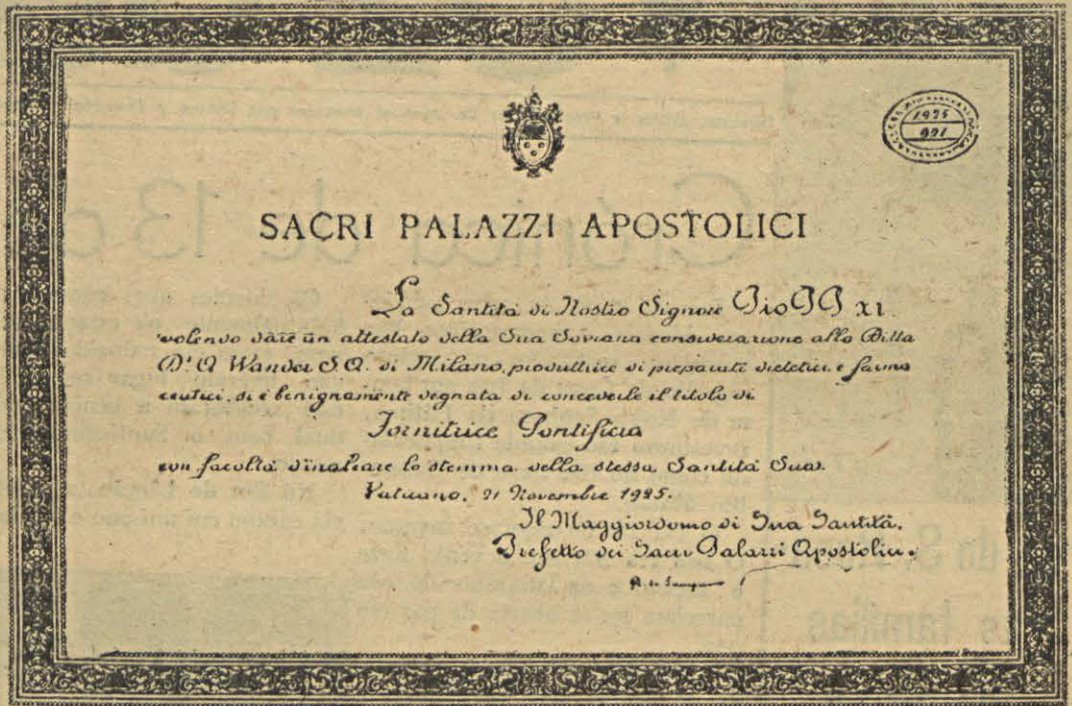 1925
SACRI PALAZZI APOSTOLICI
La Santità di Nostro Signore Pio PP XI
volendo dare un attestato della Sua Sovrana considerazione alla Ditta
Dr A Wander S.A. di Milano, produttrice di preparati dietetici e farma
ceutici, si è benignamente degnata di concederle il titolo di
Fornitrice Pontificia
con facoltà d'inalzare lo stemma della stessa Santità Sua.
Vaticano, 21 Novembre 1925.
Il Maggiordomo di Sua Santità.
Prefetto dei Sacri Palazzi Apostolici.